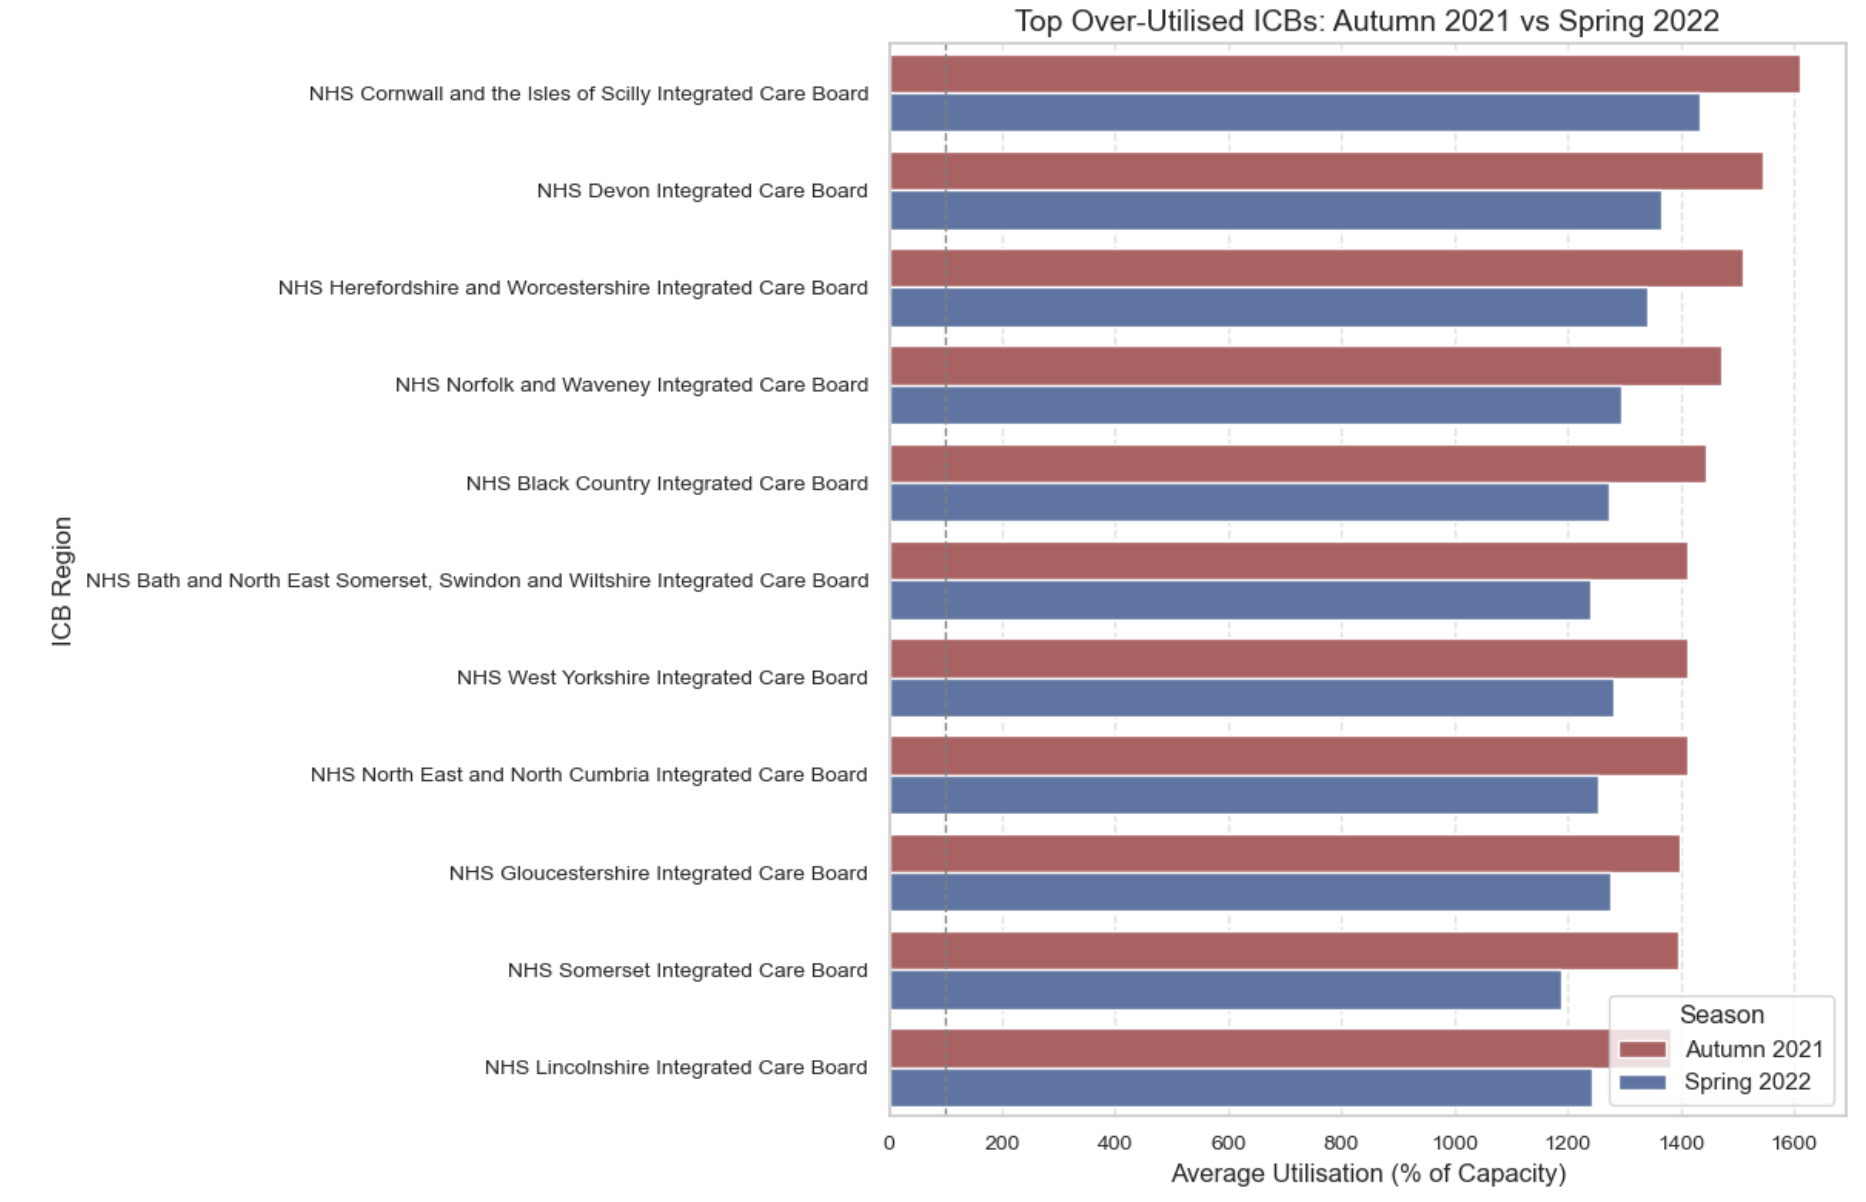 Top Over-Utilised ICBs: Autumn 2021 vs Spring 2022
NHS Cornwall and the Isles of Scilly Integrated Care Board
NHS Devon Integrated Care Board
NHS Herefordshire and Worcestershire Integrated Care Board
NHS Norfolk and Waveney Integrated Care Board
NHS Black Country Integrated Care Board
ICB Region
NHS Bath and North East Somerset, Swindon and Wiltshire Integrated Care Board
NHS West Yorkshire Integrated Care Board
NHS North East and North Cumbria Integrated Care Board
NHS Gloucestershire Integrated Care Board
NHS Somerset Integrated Care Board
NHS Lincolnshire Integrated Care Board
Season
Autumn 2021
Spring 2022
0 200 400 600 800 1000 1200 1400 1600
Average Utilisation (% of Capacity)